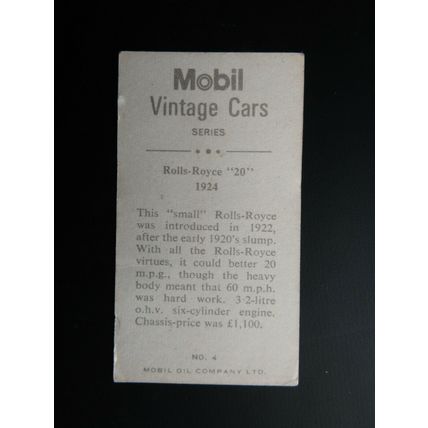 Mobil
Vintage Cars
SERIES
Rolls-Royce "20"
1924
This "small" Rolls-Royce
was introduced in 1922,
after the early 1920's slump.
With all the Rolls-Royce
virtues, it could better 20
m.p.g., though the heavy
body meant that 60 m.p.h.
was hard work. 3·2-litre
o.h.v. six-cylinder engine.
Chassis-price was £1,100.
NO. 4
MOBIL OIL COMPANY LTD.